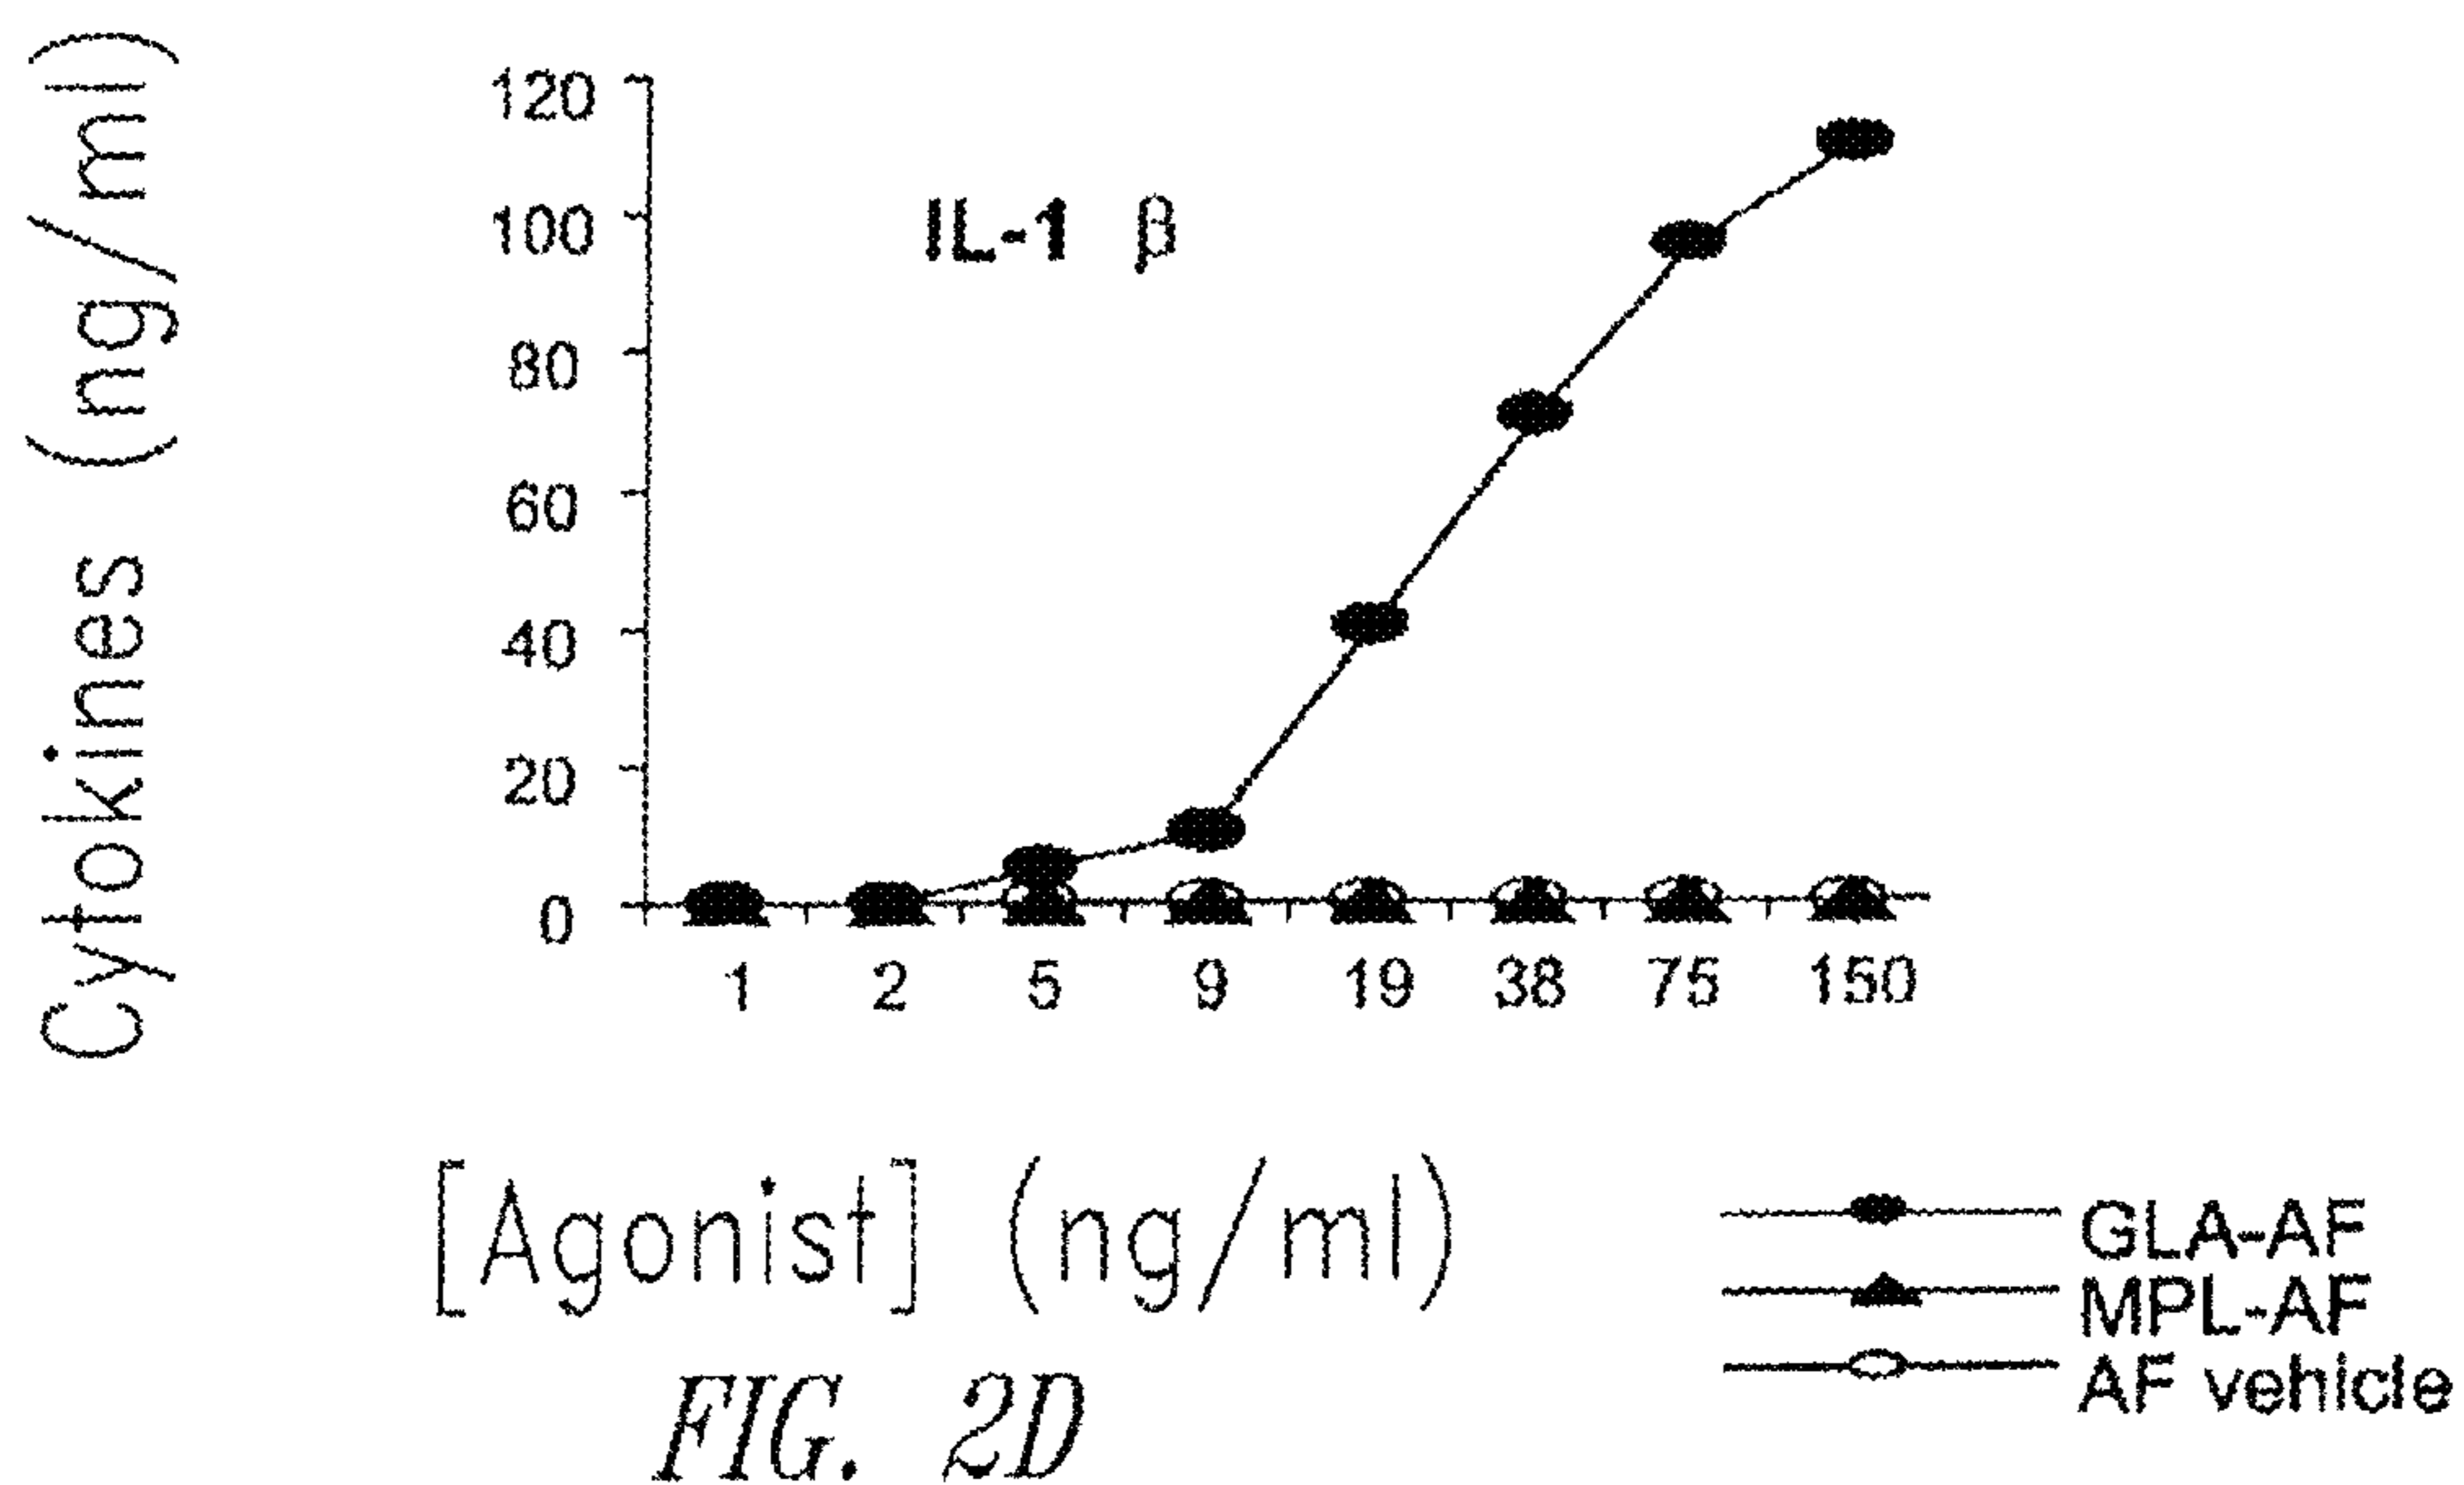 Cytokines (ng/ml)
120
100
80
60
40
20
0
IL-1 β
1 2 5 9 19 38 75 150
[Agonist] (ng/ml)
GLA-AF
MPL-AF
AF vehicle
FIG. 2D